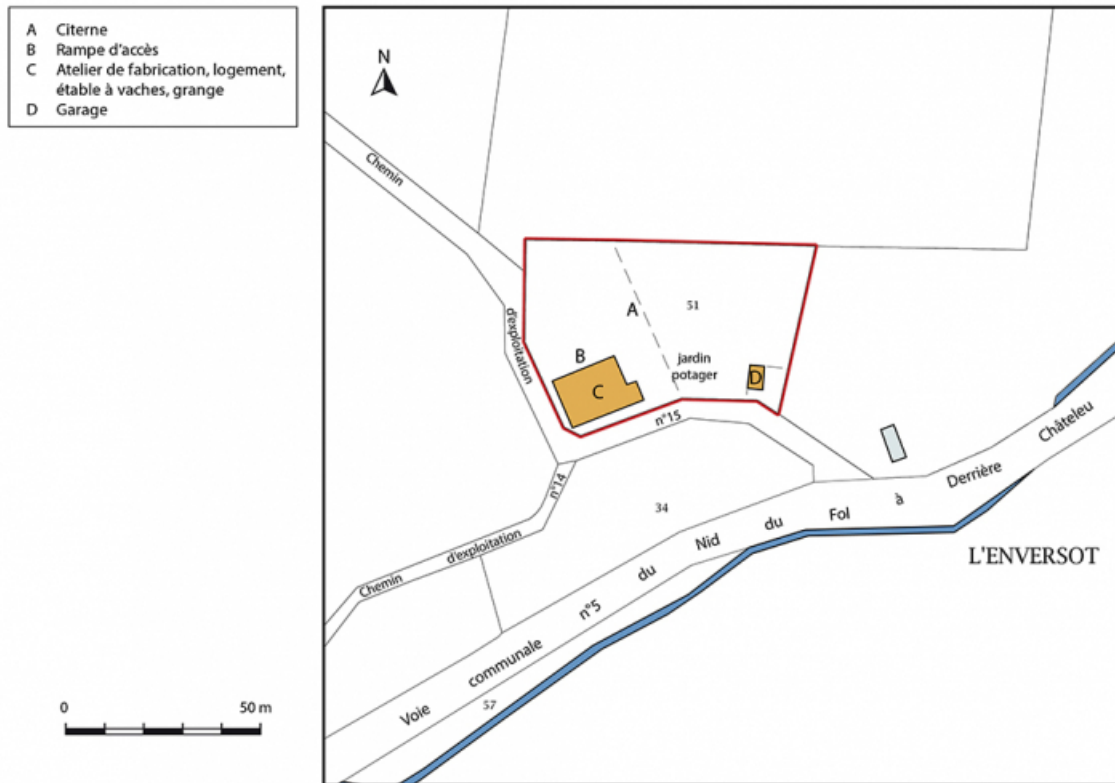 A Citerne
B Rampe d'accès
C Atelier de fabrication, logement,
étable à vaches, grange
D Garage
N
Chemin
d'exploitation
A
51
B
jardin
potager
D
C
n°15
n°14
34
Chemin d'exploitation
Voie communale n°5 du Nid du Fol à Derrière Châteleu
L'ENVERSOT
57
0 50 m